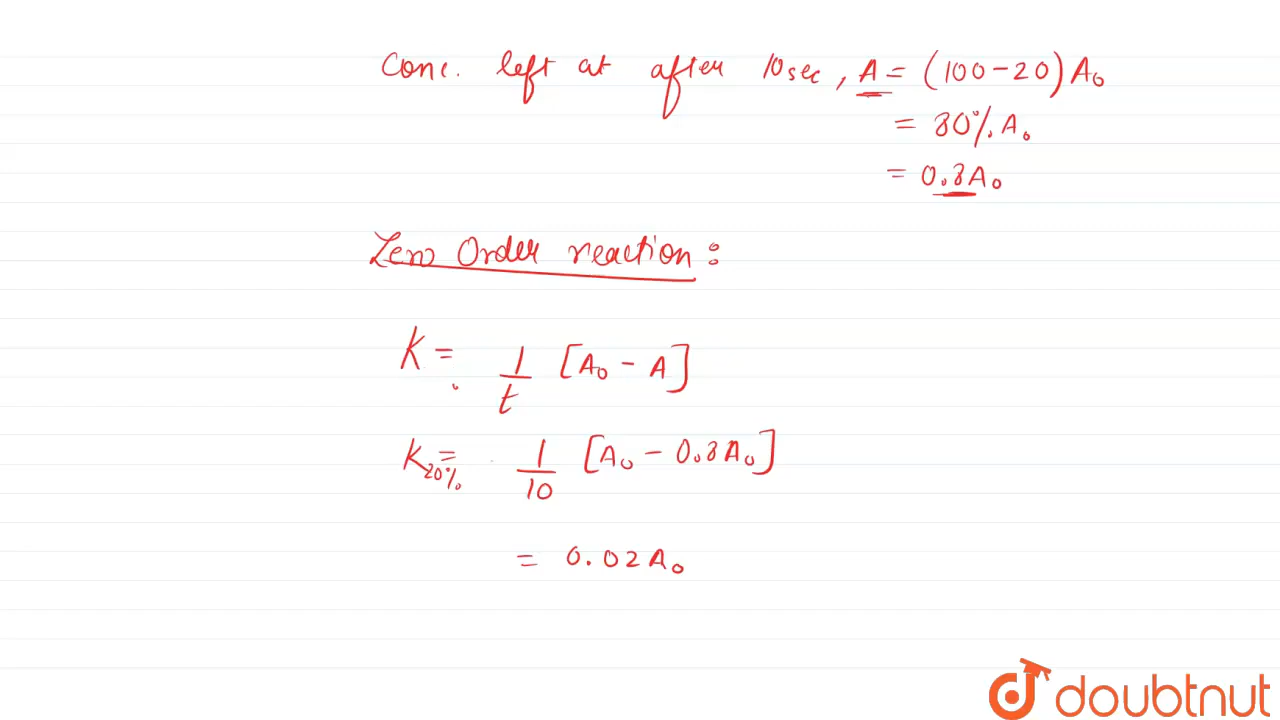 Conc. left at after 10sec, A = (100-20)A₀
= 80% A₀
= 0.8A₀
Zero Order reaction:
K = 1/t [A₀ - A]
K₂₀% = 1/10 [A₀ - 0.8A₀]
= 0.02A₀
doubtnut